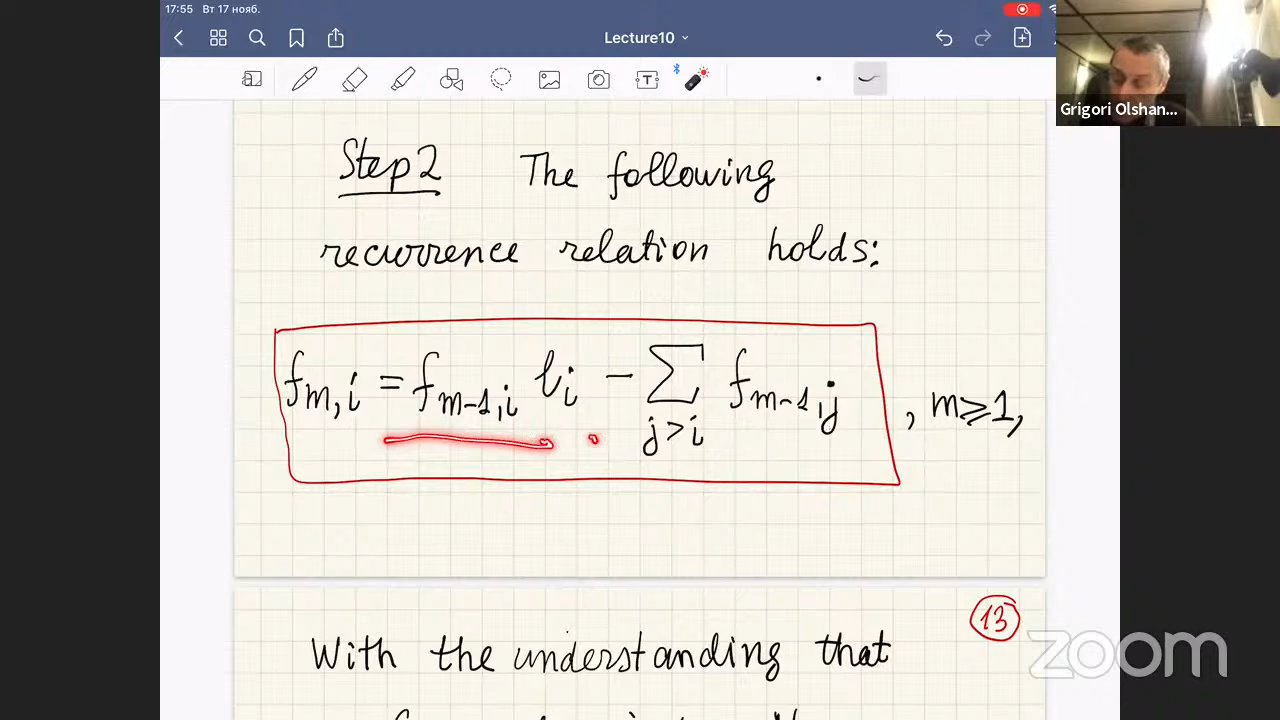 17:55 Вт 17 нояб.
Lecture10
Grigori Olshan...
Step 2 The following
recurrence relation holds:
f_{m,i} = f_{m-1,i} l_i - \sum_{j>i} f_{m-1,j} , m ⩾ 1,
13
With the understanding that
zoom